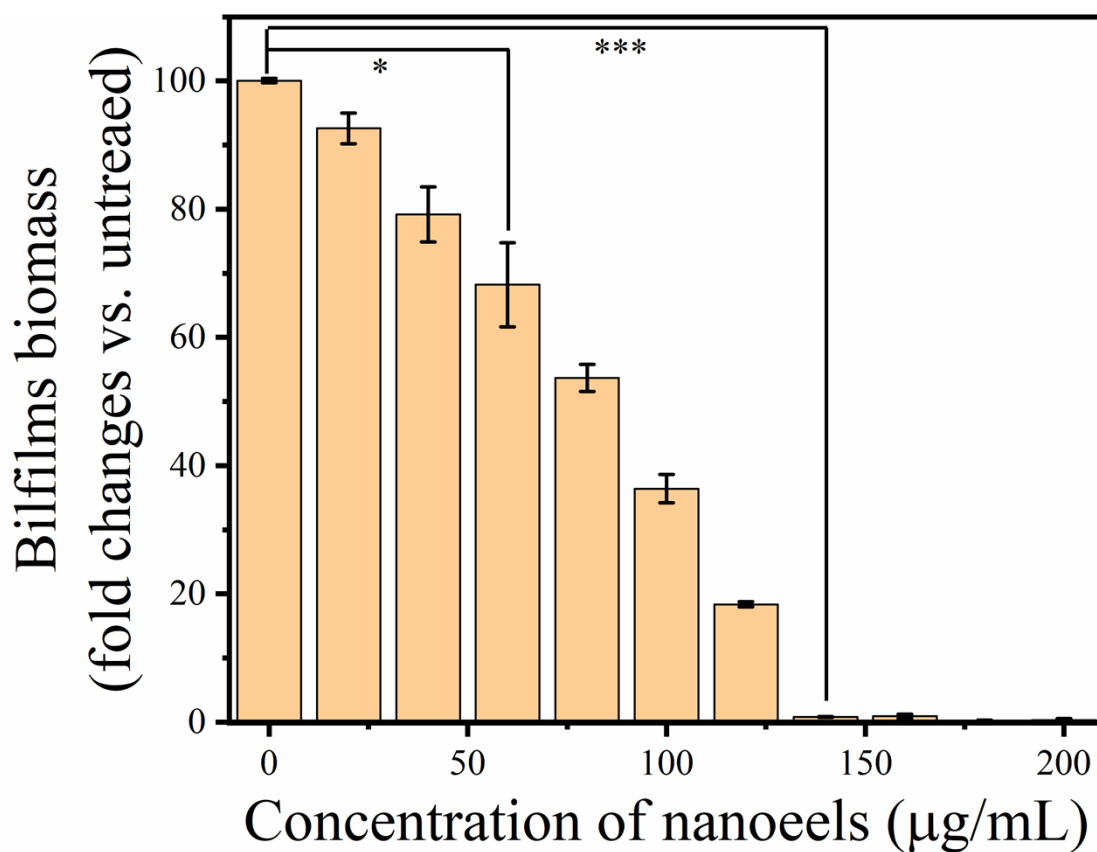 ***
*
100
80
60
40
20
0
Bilfilms biomass
(fold changes vs. untreaed)
0 50 100 150 200
Concentration of nanoeels (μg/mL)